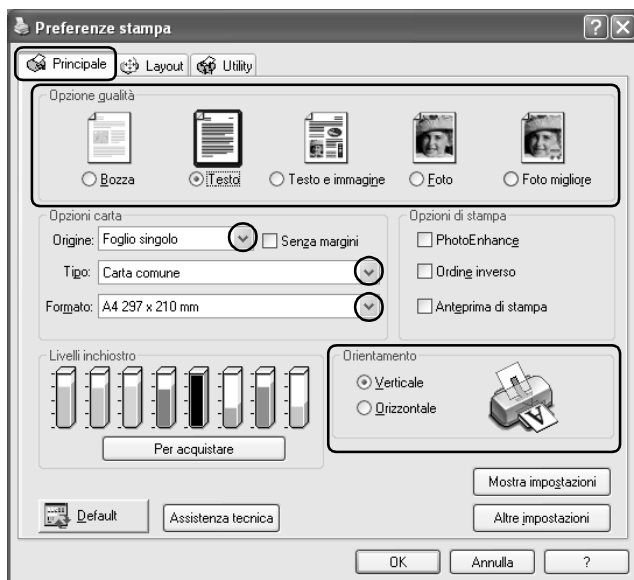 Preferenze stampa
Principale Layout Utility
Opzione qualità
Bozza Testo Testo e immagine Foto Foto migliore
Opzioni carta
Origine: Foglio singolo Senza margini
Tipo: Carta comune
Formato: A4 297 x 210 mm
Opzioni di stampa
PhotoEnhance
Ordine inverso
Anteprima di stampa
Livelli inchiostro
Per acquistare
Orientamento
Verticale
Orizzontale
A
Mostra impostazioni
Default Assistenza tecnica Altre impostazioni
OK Annulla ?